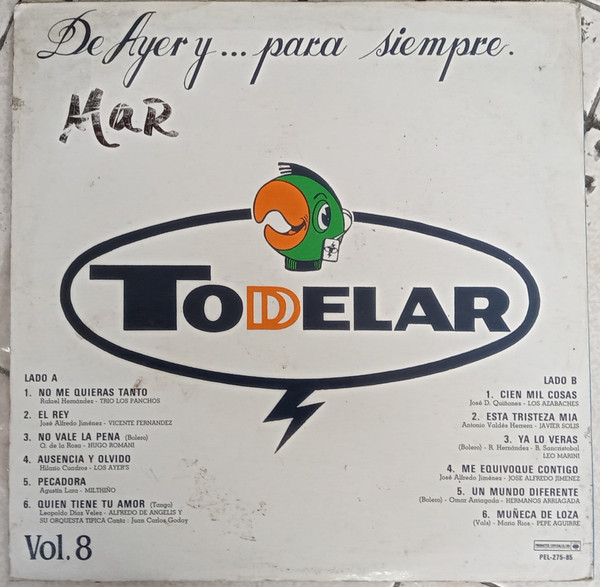 De Ayer y... para siempre.
MaR
TODDELAR
LADO A
1. NO ME QUIERAS TANTO
Rafael Hernández - TRIO LOS PANCHOS
2. EL REY
José Alfredo Jiménez - VICENTE FERNANDEZ
3. NO VALE LA PENA (Bolero)
O. de la Rosa - HUGO ROMANI
4. AUSENCIA Y OLVIDO
Hilario Cuadros - LOS AYER'S
5. PECADORA
Agustín Lara - MILTHIÑO
6. QUIEN TIENE TU AMOR (Tango)
Leopoldo Díaz Velez - ALFREDO DE ANGELIS Y
SU ORQUESTA TIFICA Canta: Juan Carlos Godoy
Vol. 8
LADO B
1. CIEN MIL COSAS
José D. Quiñones - LOS AZABACHES
2. ESTA TRISTEZA MIA
Antonio Valdés Herrera - JAVIER SOLIS
3. YA LO VERAS
(Bolero) - R. Hernández - B. Sancristobal
LEO MARINI
4. ME EQUIVOQUE CONTIGO
José Alfredo Jiménez - JOSE ALFREDO JIMENEZ
5. UN MUNDO DIFERENTE
(Bolero) - Omar Arriagada - HERMANOS ARRIAGADA
6. MUÑECA DE LOZA
(Vals) - Mario Rios - PEPE AGUIRRE
PEL-275-85